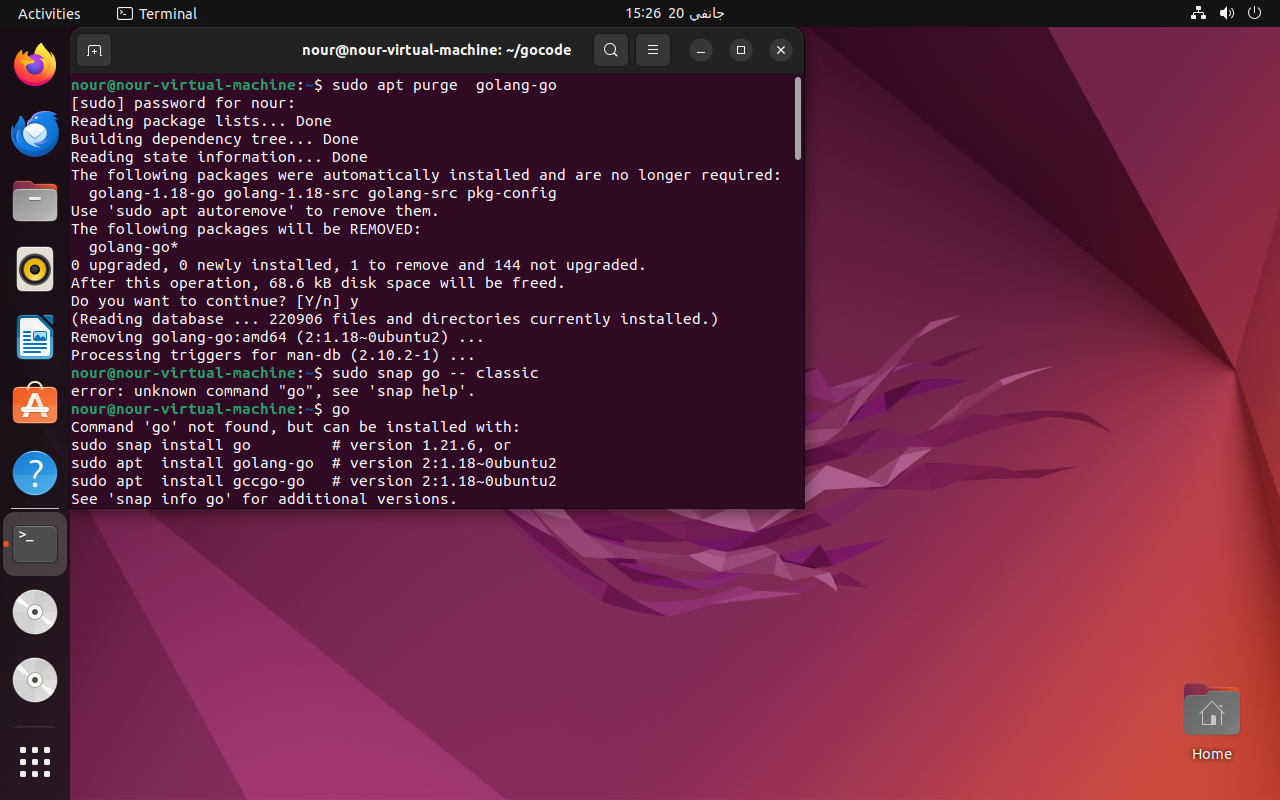 Activities
Terminal
15:26 20 جانفي
nour@nour-virtual-machine: ~/gocode
nour@nour-virtual-machine:~$ sudo apt purge  golang-go
[sudo] password for nour:
Reading package lists... Done
Building dependency tree... Done
Reading state information... Done
The following packages were automatically installed and are no longer required:
  golang-1.18-go golang-1.18-src golang-src pkg-config
Use 'sudo apt autoremove' to remove them.
The following packages will be REMOVED:
  golang-go*
0 upgraded, 0 newly installed, 1 to remove and 144 not upgraded.
After this operation, 68.6 kB disk space will be freed.
Do you want to continue? [Y/n] y
(Reading database ... 220906 files and directories currently installed.)
Removing golang-go:amd64 (2:1.18~0ubuntu2) ...
Processing triggers for man-db (2.10.2-1) ...
nour@nour-virtual-machine:~$ sudo snap go -- classic
error: unknown command "go", see 'snap help'.
nour@nour-virtual-machine:~$ go
Command 'go' not found, but can be installed with:
sudo snap install go         # version 1.21.6, or
sudo apt  install golang-go  # version 2:1.18~0ubuntu2
sudo apt  install gccgo-go   # version 2:1.18~0ubuntu2
See 'snap info go' for additional versions.
Home